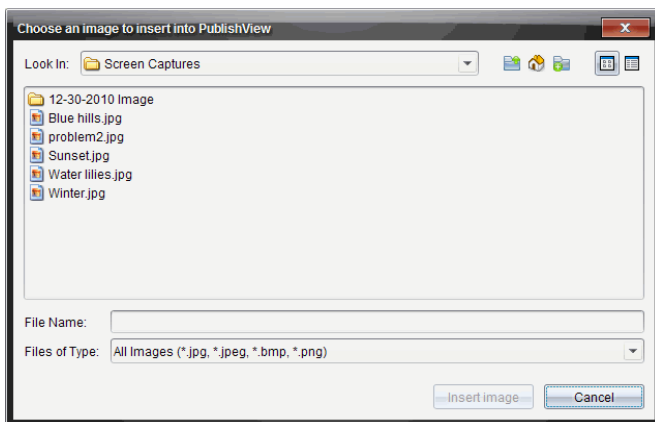 Choose an image to insert into PublishView
Look In: Screen Captures
12-30-2010 Image
Blue hills.jpg
problem2.jpg
Sunset.jpg
Water lilies.jpg
Winter.jpg
File Name:
Files of Type: All Images (*.jpg, *.jpeg, *.bmp, *.png)
Insert image Cancel